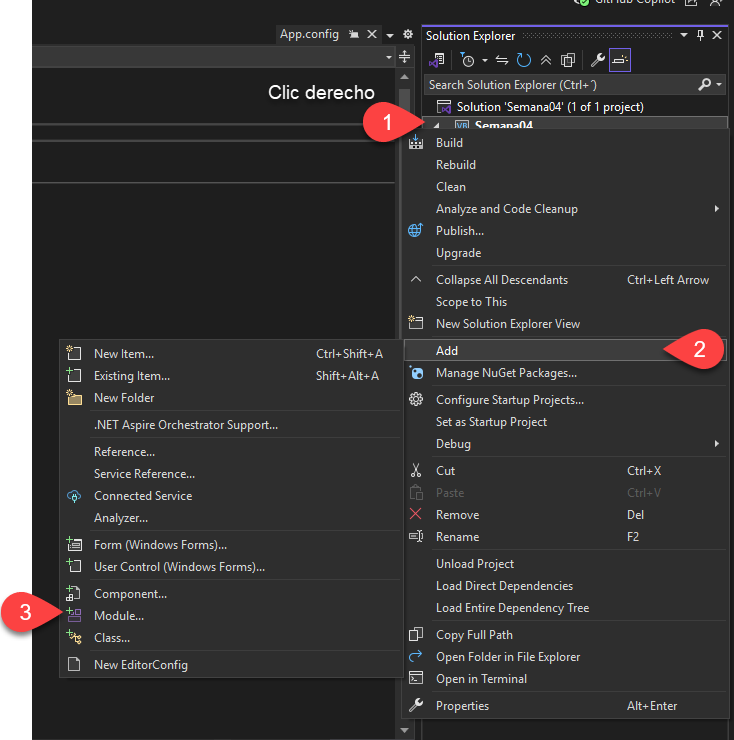 GitHub Copilot
App.config
Solution Explorer
Clic derecho
Search Solution Explorer (Ctrl+´)
Solution 'Semana04' (1 of 1 project)
1
VB Semana04
Build
Rebuild
Clean
Analyze and Code Cleanup
Publish...
Upgrade
Collapse All Descendants Ctrl+Left Arrow
Scope to This
New Solution Explorer View
Add
2
Manage NuGet Packages...
Configure Startup Projects...
Set as Startup Project
Debug
Cut Ctrl+X
Paste Ctrl+V
Remove Del
Rename F2
Unload Project
Load Direct Dependencies
Load Entire Dependency Tree
Copy Full Path
Open Folder in File Explorer
Open in Terminal
Properties Alt+Enter
New Item... Ctrl+Shift+A
Existing Item... Shift+Alt+A
New Folder
.NET Aspire Orchestrator Support...
Reference...
Service Reference...
Connected Service
Analyzer...
Form (Windows Forms)...
User Control (Windows Forms)...
Component...
3
Module...
Class...
New EditorConfig